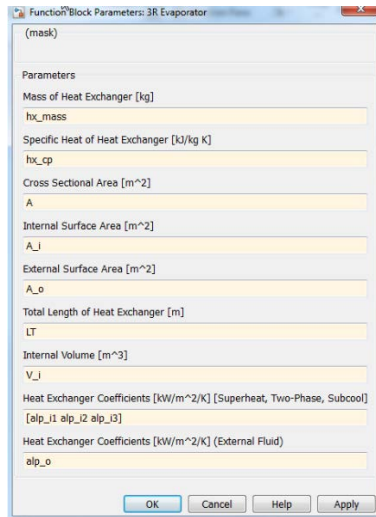 Function Block Parameters: 3R Evaporator
(mask)
Parameters
Mass of Heat Exchanger [kg]
hx_mass
Specific Heat of Heat Exchanger [kJ/kg K]
hx_cp
Cross Sectional Area [m^2]
A
Internal Surface Area [m^2]
A_i
External Surface Area [m^2]
A_o
Total Length of Heat Exchanger [m]
LT
Internal Volume [m^3]
V_i
Heat Exchanger Coefficients [kW/m^2/K] [Superheat, Two-Phase, Subcool]
[alp_i1 alp_i2 alp_i3]
Heat Exchanger Coefficients [kW/m^2/K] (External Fluid)
alp_o
OK Cancel Help Apply